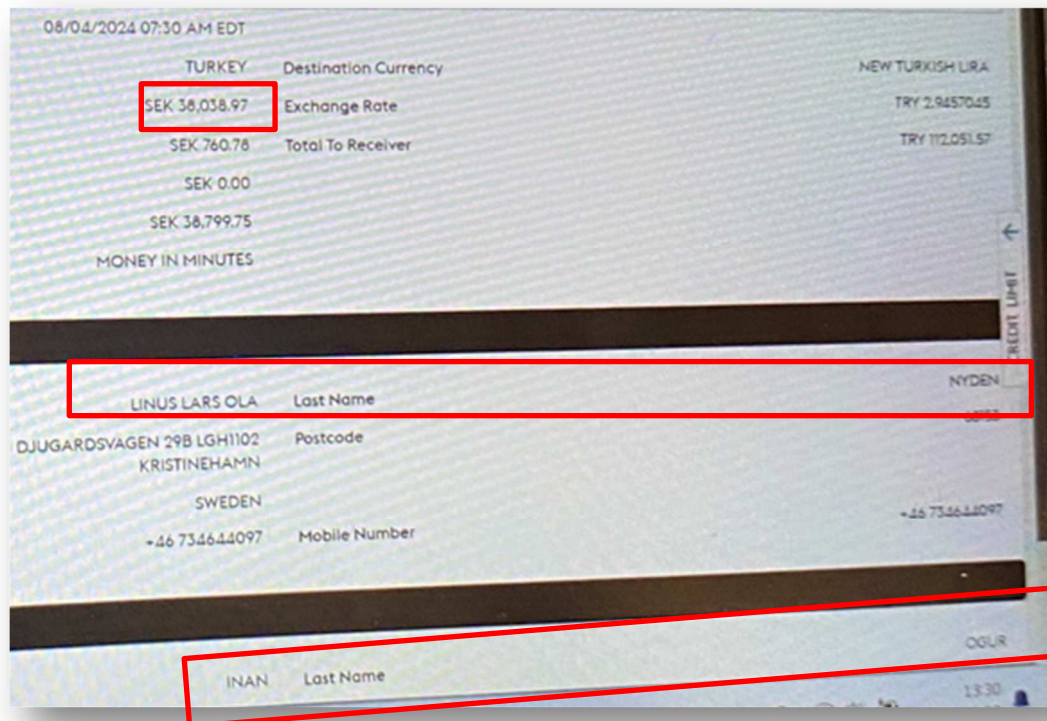 08/04/2024 07:30 AM EDT
TURKEY Destination Currency NEW TURKISH LIRA
SEK 38,038.97 Exchange Rate TRY 2.9457045
SEK 760.78 Total To Receiver TRY 112,051.57
SEK 0.00
SEK 38,799.75
MONEY IN MINUTES
CREDIT LIMIT
LINUS LARS OLA Last Name NYDEN
DJUGARDSVAGEN 29B LGH1102 Postcode
KRISTINEHAMN
SWEDEN
+46 734644097 Mobile Number +46 734644097
INAN Last Name OGUR
13:30